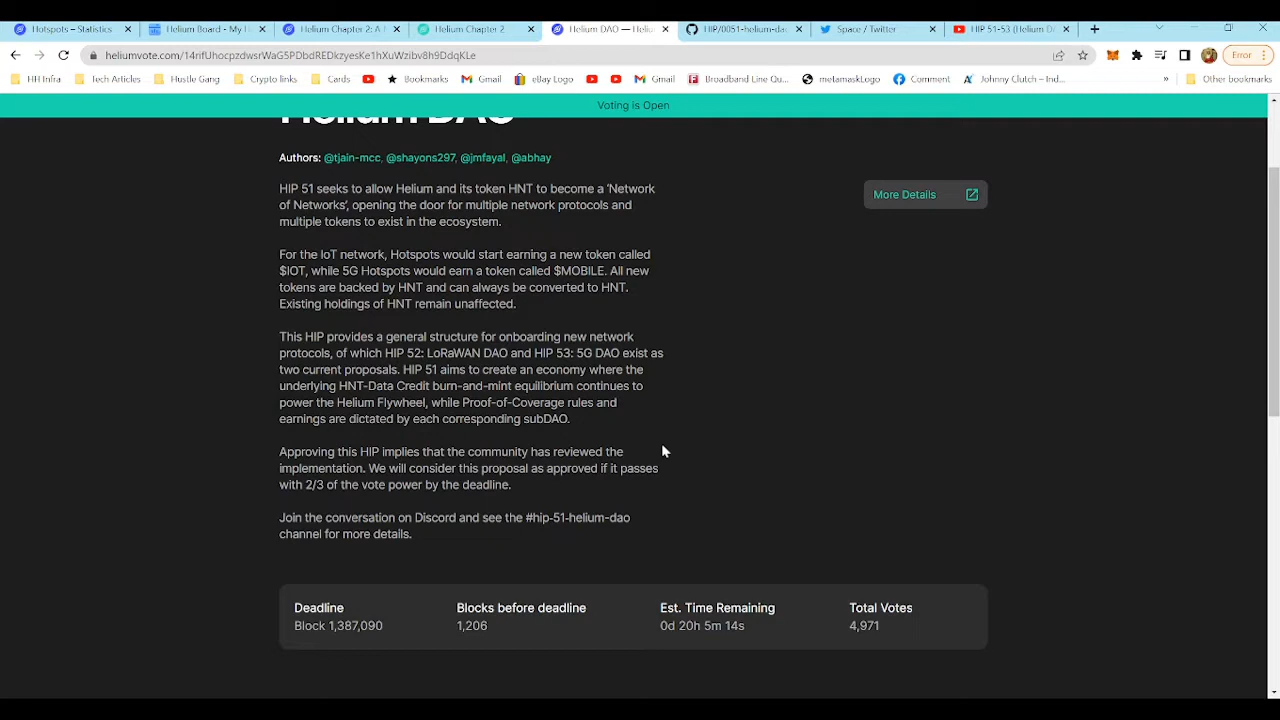 Hotspots – Statistics
Helium Board - My H
Helium Chapter 2: A
Helium Chapter 2
Helium DAO — Heliu
HIP/0051-helium-da
Space / Twitter
HIP 51-53 (Helium D
heliumvote.com/14rifUhocpzdwsrWaG5PDbdREDkzyesKe1hXuWzibv8h9DdqKLe
Error
HH Infra
Tech Articles
Hustle Gang
Crypto links
Cards
Bookmarks
Gmail
eBay Logo
Gmail
Broadband Line Qu...
metamaskLogo
Comment
Johnny Clutch – Ind...
»
Other bookmarks
Voting is Open
Helium DAO
Authors: @tjain-mcc, @shayons297, @jmfayal, @abhay
More Details
HIP 51 seeks to allow Helium and its token HNT to become a ‘Network
of Networks’, opening the door for multiple network protocols and
multiple tokens to exist in the ecosystem.
For the IoT network, Hotspots would start earning a new token called
$IOT, while 5G Hotspots would earn a token called $MOBILE. All new
tokens are backed by HNT and can always be converted to HNT.
Existing holdings of HNT remain unaffected.
This HIP provides a general structure for onboarding new network
protocols, of which HIP 52: LoRaWAN DAO and HIP 53: 5G DAO exist as
two current proposals. HIP 51 aims to create an economy where the
underlying HNT-Data Credit burn-and-mint equilibrium continues to
power the Helium Flywheel, while Proof-of-Coverage rules and
earnings are dictated by each corresponding subDAO.
Approving this HIP implies that the community has reviewed the
implementation. We will consider this proposal as approved if it passes
with 2/3 of the vote power by the deadline.
Join the conversation on Discord and see the #hip-51-helium-dao
channel for more details.
Deadline
Block 1,387,090
Blocks before deadline
1,206
Est. Time Remaining
0d 20h 5m 14s
Total Votes
4,971